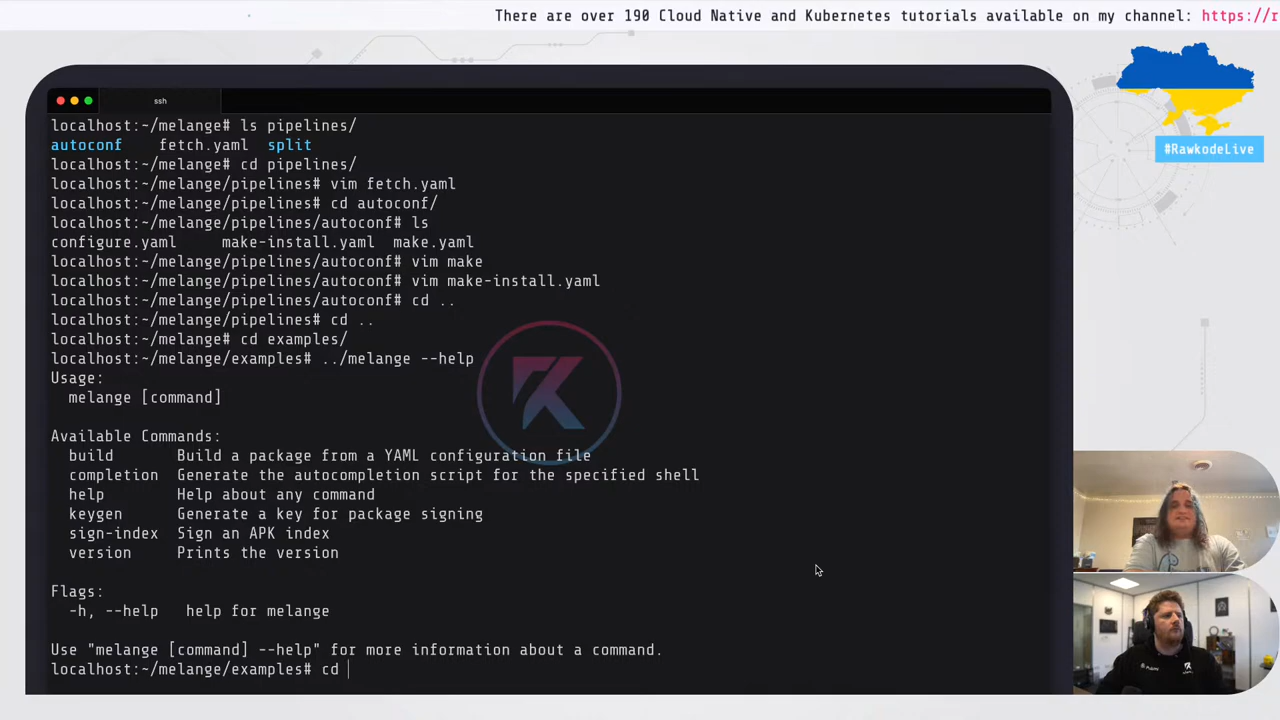 There are over 190 Cloud Native and Kubernetes tutorials available on my channel: https://r
ssh
#RawkodeLive
localhost:~/melange# ls pipelines/
autoconf    fetch.yaml  split
localhost:~/melange# cd pipelines/
localhost:~/melange/pipelines# vim fetch.yaml
localhost:~/melange/pipelines# cd autoconf/
localhost:~/melange/pipelines/autoconf# ls
configure.yaml     make-install.yaml  make.yaml
localhost:~/melange/pipelines/autoconf# vim make
localhost:~/melange/pipelines/autoconf# vim make-install.yaml
localhost:~/melange/pipelines/autoconf# cd ..
localhost:~/melange/pipelines# cd ..
localhost:~/melange# cd examples/
localhost:~/melange/examples# ../melange --help
Usage:
  melange [command]
Available Commands:
  build       Build a package from a YAML configuration file
  completion  Generate the autocompletion script for the specified shell
  help        Help about any command
  keygen      Generate a key for package signing
  sign-index  Sign an APK index
  version     Prints the version
Flags:
  -h, --help   help for melange
Use "melange [command] --help" for more information about a command.
localhost:~/melange/examples# cd